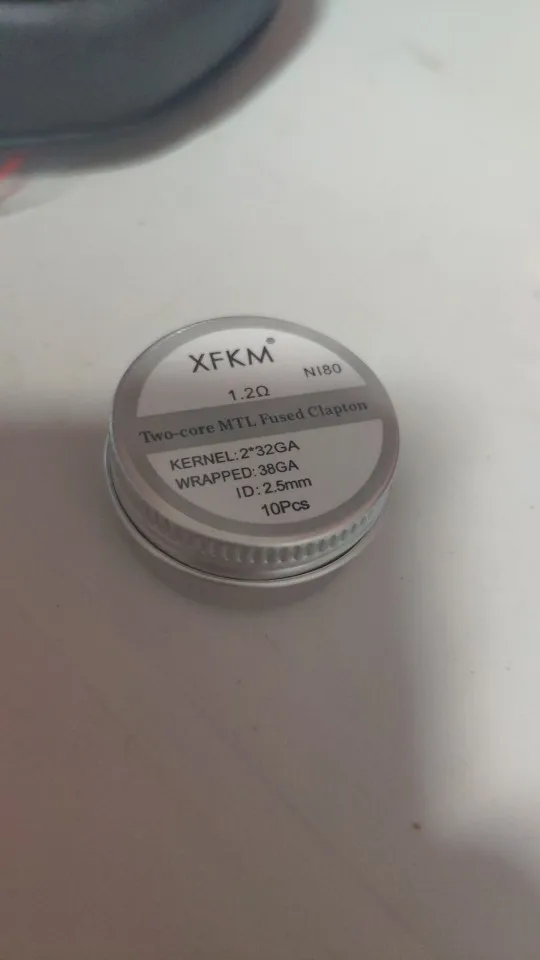 XFKM®
NI80
1.2Ω
Two-core MTL Fused Clapton
KERNEL:2*32GA
WRAPPED:38GA
ID:2.5mm
10Pcs